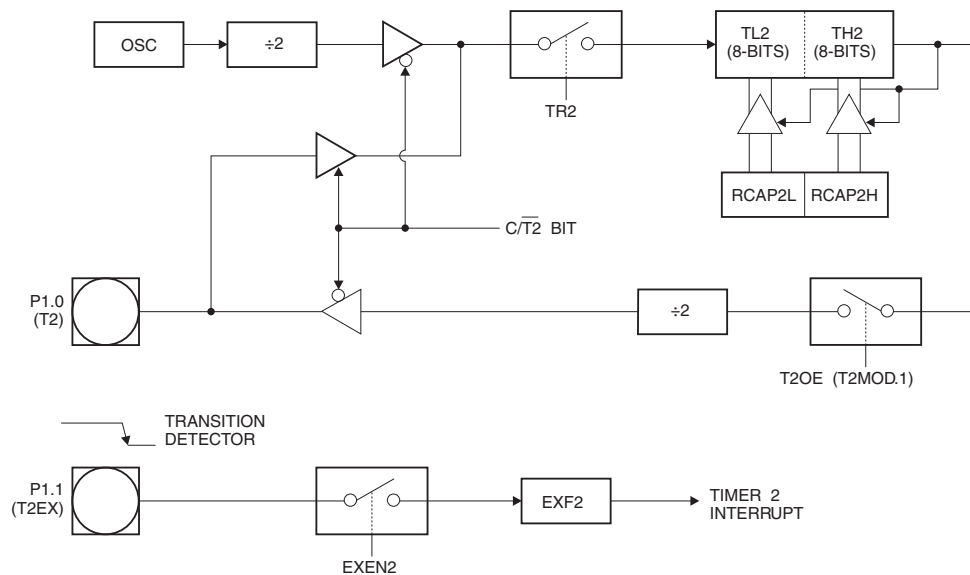 OSC
÷2
TR2
TL2
(8-BITS)
TH2
(8-BITS)
RCAP2L
RCAP2H
C/T̅2̅ BIT
P1.0
(T2)
÷2
T2OE (T2MOD.1)
TRANSITION
DETECTOR
P1.1
(T2EX)
EXEN2
EXF2
TIMER 2
INTERRUPT